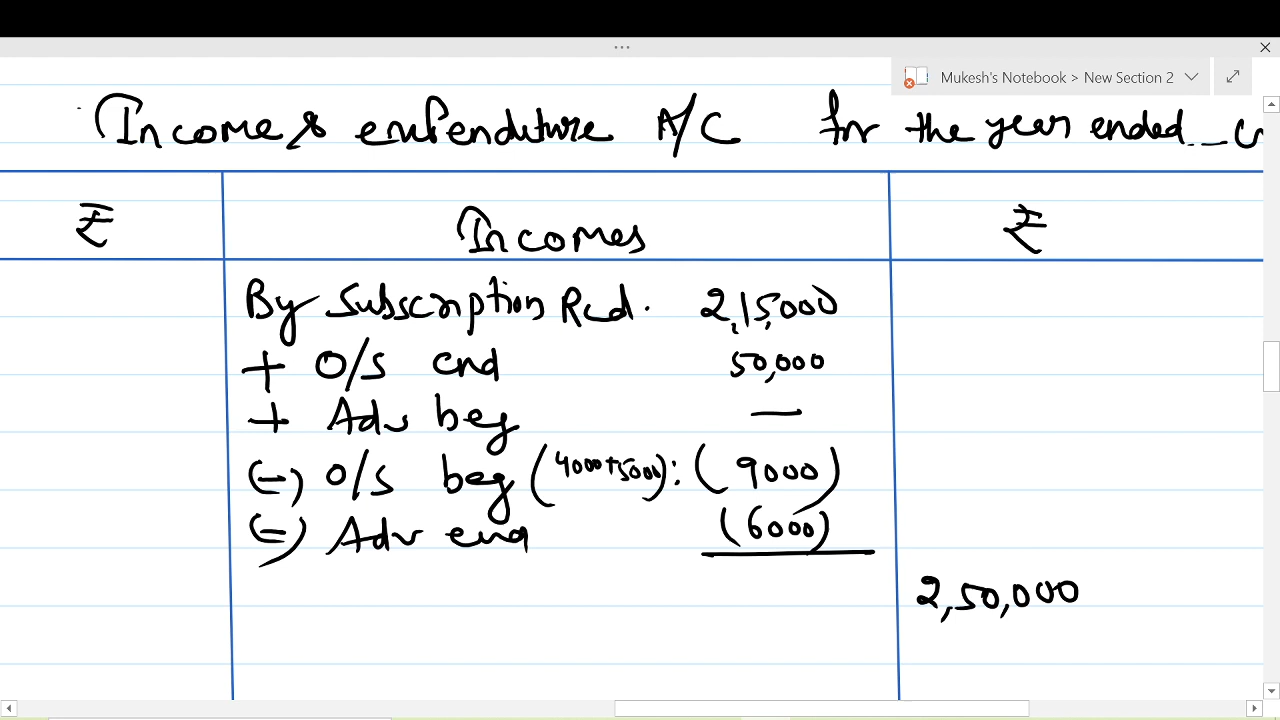 Mukesh's Notebook > New Section 2
Income & expenditure A/C for the year ended
₹ Incomes ₹
By Subscription Rcd. 2,15,000
+ O/S end 50,000
+ Adv beg —
(-) O/S beg (4000+5000): (9000)
(=) Adv end (6000)
2,50,000